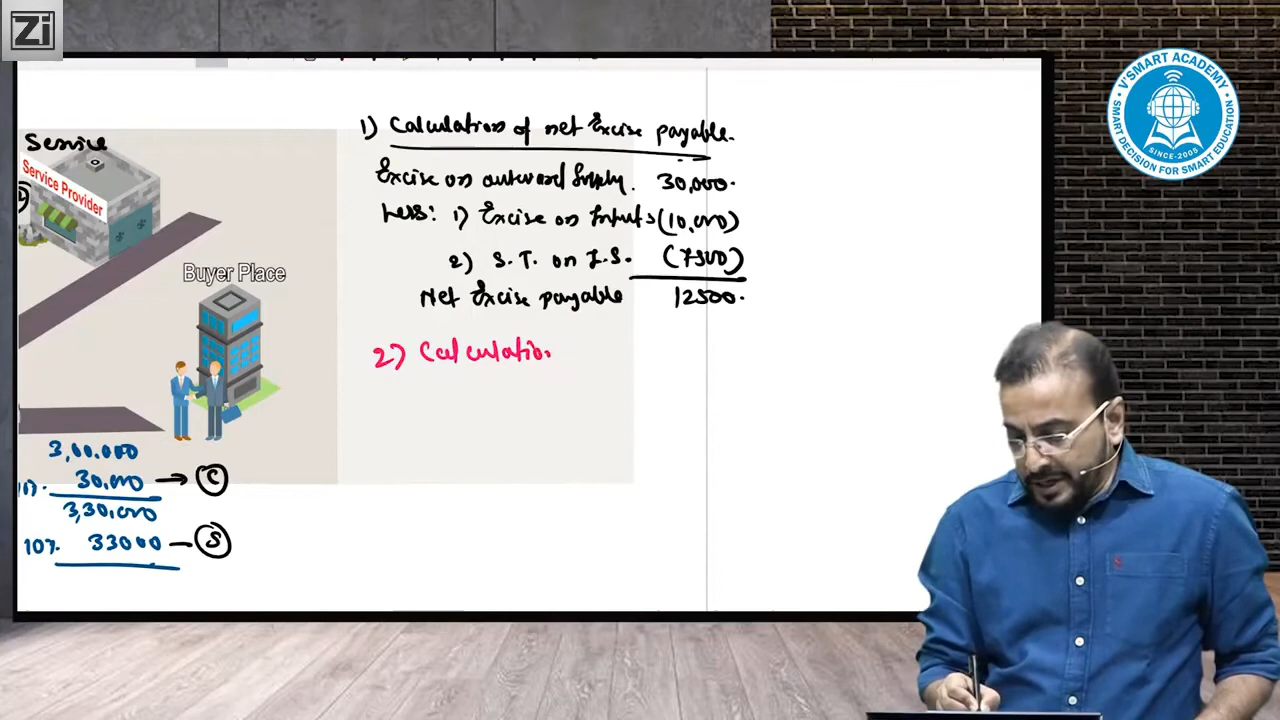 Zi
V'SMART ACADEMY
SMART DECISION FOR SMART EDUCATION
SINCE-2005
Service
Service Provider
Buyer Place
3,00,000
30,000 → C
3,30,000
10%. 33000 — S
1) Calculation of net Excise payable.
Excise on outward Supply. 30,000.
Less: 1) Excise on Inputs (10,000)
2) S.T. on I.S. (7500)
Net Excise payable 12500.
2) Calculation